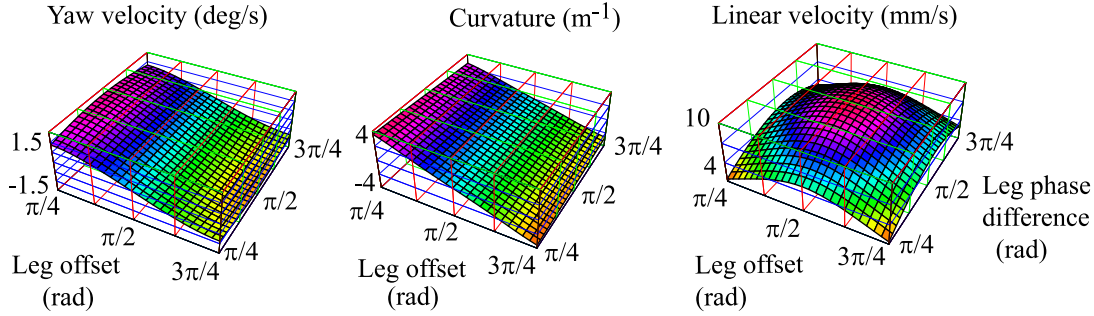 Yaw velocity (deg/s)
1.5
-1.5
π/4
π/2
3π/4
π/4
π/2
3π/4
Leg offset
(rad)
Curvature (m⁻¹)
4
-4
π/4
π/2
3π/4
π/4
π/2
3π/4
Leg offset
(rad)
Linear velocity (mm/s)
10
4
π/4
π/2
3π/4
π/4
π/2
3π/4
Leg offset
(rad)
Leg phase
difference
(rad)